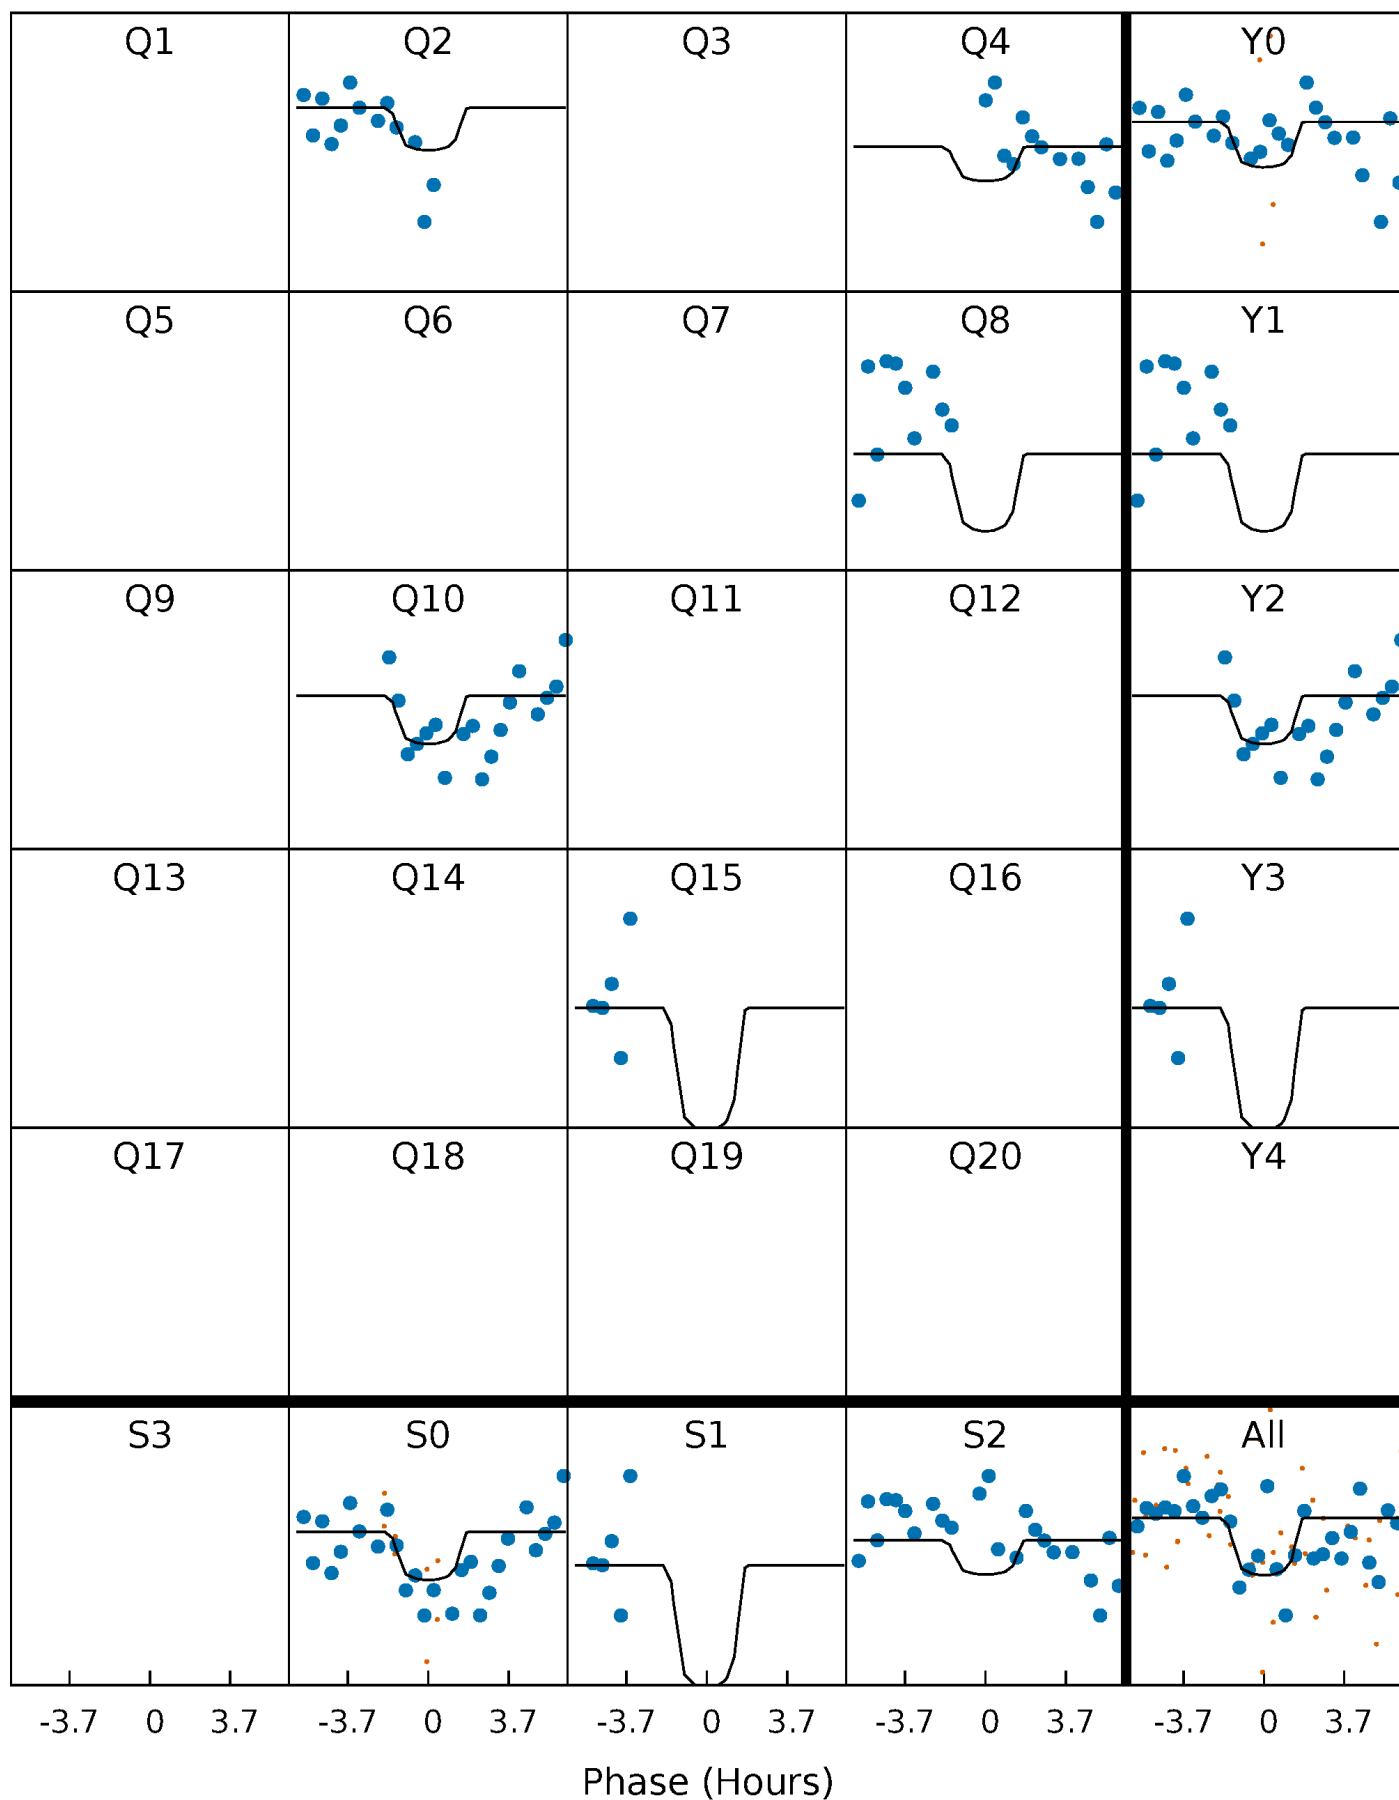 Q1 Q2 Q3 Q4 Y0
Q5 Q6 Q7 Q8 Y1
Q9 Q10 Q11 Q12 Y2
Q13 Q14 Q15 Q16 Y3
Q17 Q18 Q19 Q20 Y4
S3 S0 S1 S2 All
-3.7 0 3.7 -3.7 0 3.7 -3.7 0 3.7 -3.7 0 3.7 -3.7 0 3.7
Phase (Hours)